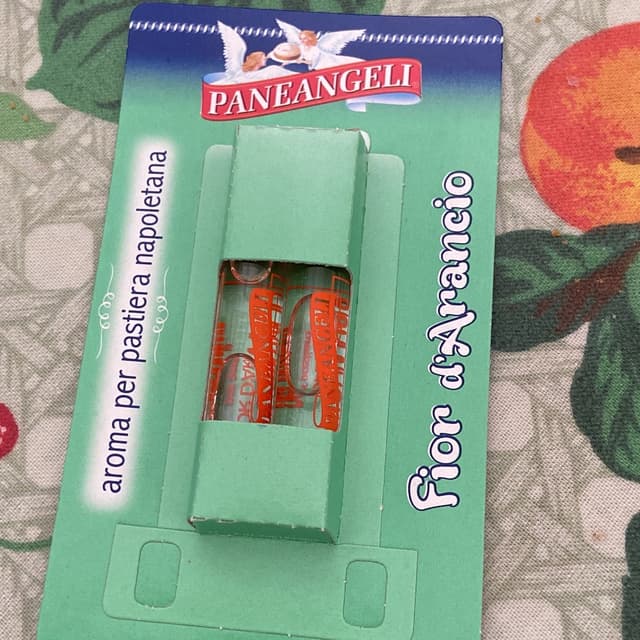 PANEANGELI
aroma per pastiera napoletana
Fior d'Arancio